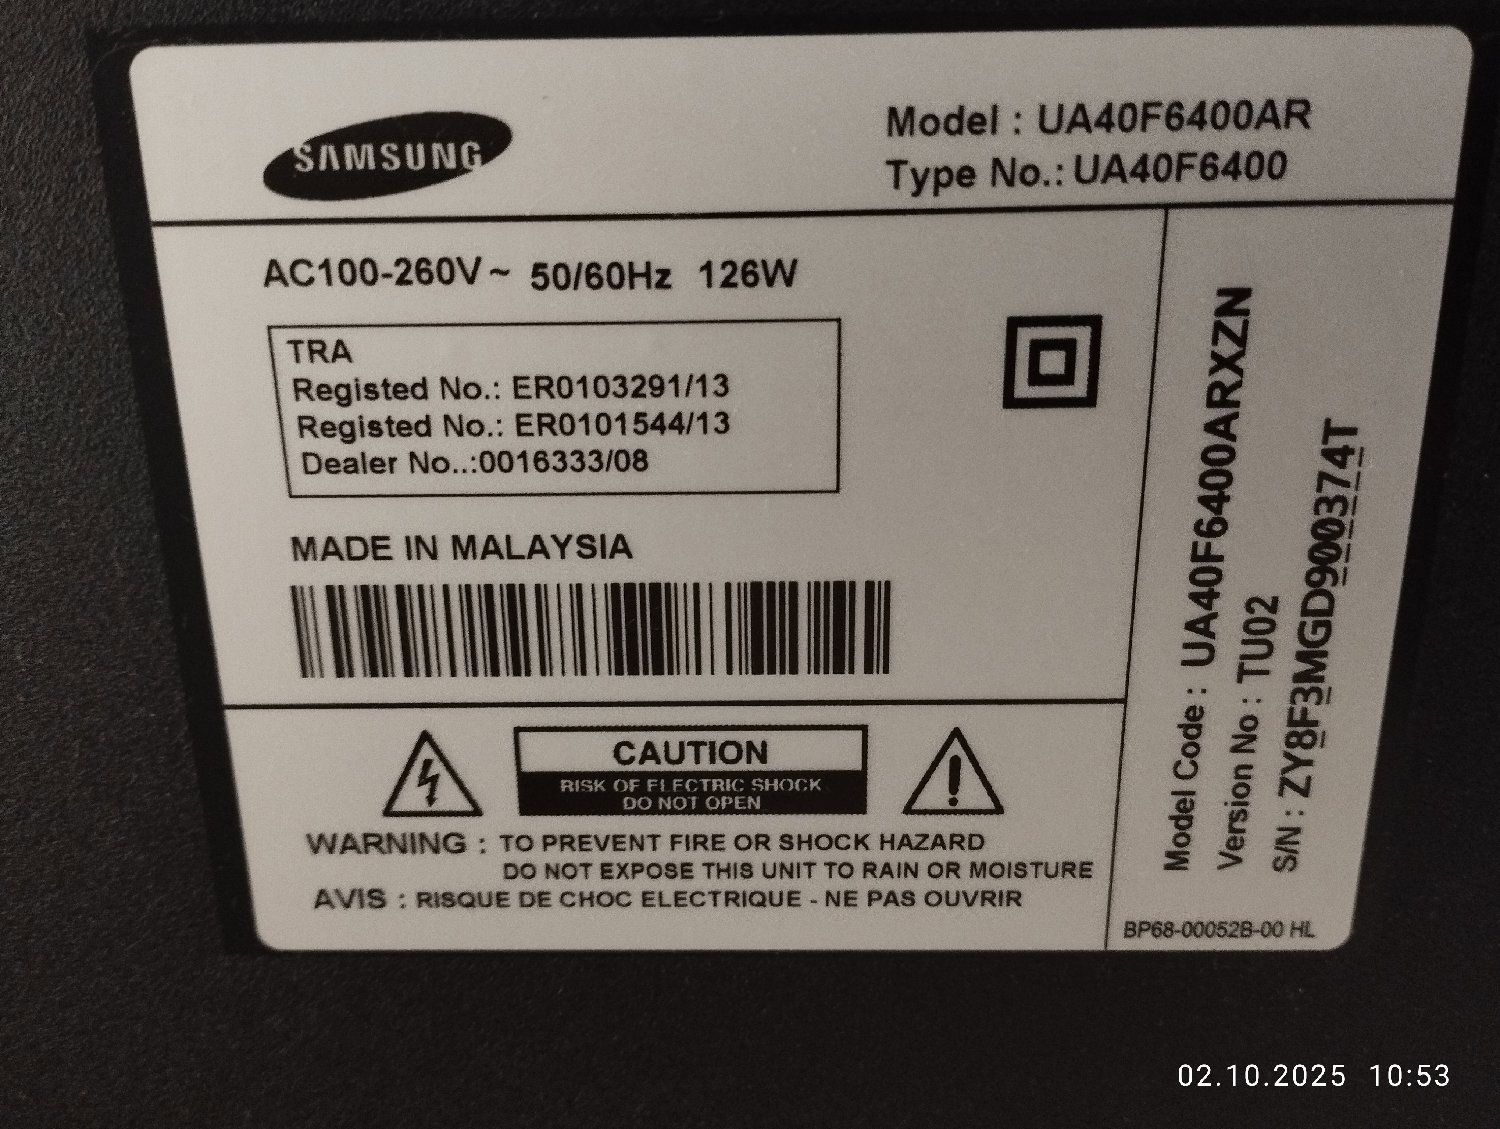 SAMSUNG
Model : UA40F6400AR
Type No.: UA40F6400
AC100-260V~ 50/60Hz 126W
TRA
Registed No.: ER0103291/13
Registed No.: ER0101544/13
Dealer No..:0016333/08
MADE IN MALAYSIA
CAUTION
RISK OF ELECTRIC SHOCK
DO NOT OPEN
WARNING : TO PREVENT FIRE OR SHOCK HAZARD
DO NOT EXPOSE THIS UNIT TO RAIN OR MOISTURE
AVIS : RISQUE DE CHOC ELECTRIQUE - NE PAS OUVRIR
Model Code : UA40F6400ARXZN
Version No : TU02
S/N : ZY8F3MGD900374T
BP68-00052B-00 HL
02.10.2025 10:53